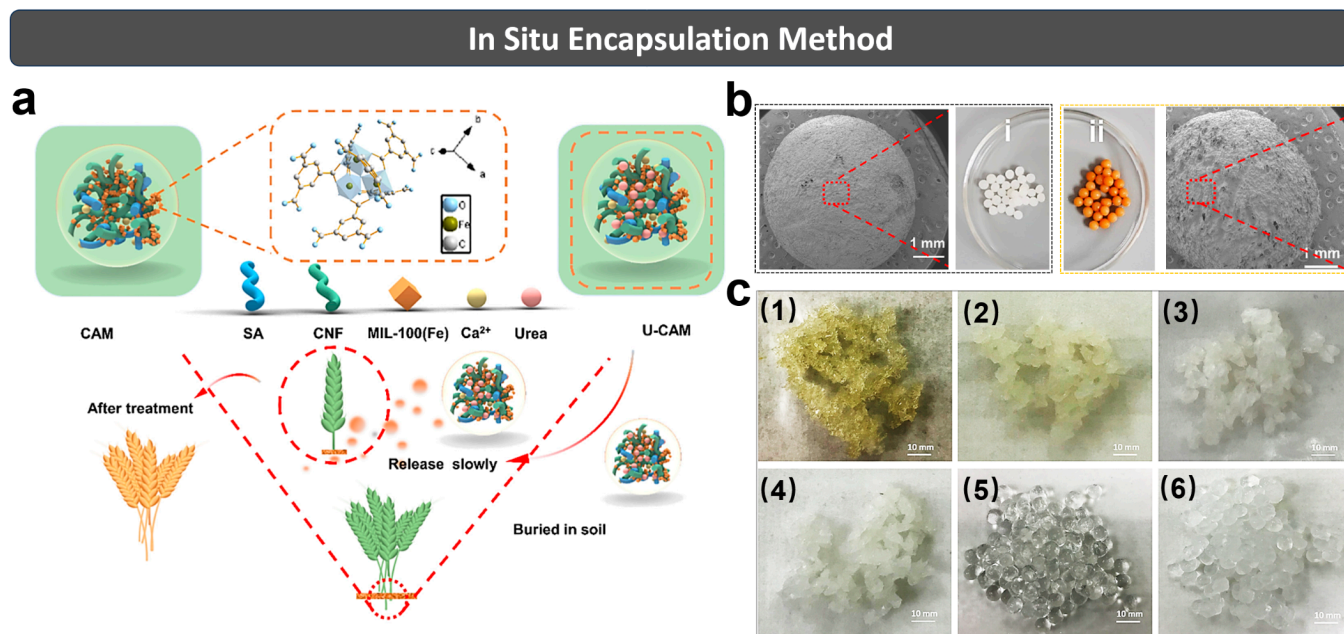 In Situ Encapsulation Method
a
b
c
a
O
Fe
C
CAM
SA
CNF
MIL-100(Fe)
Ca²⁺
Urea
U-CAM
After treatment
Release slowly
Buried in soil
b
i
ii
1 mm
1 mm
c
(1)
(2)
(3)
10 mm
10 mm
10 mm
(4)
(5)
(6)
10 mm
10 mm
10 mm